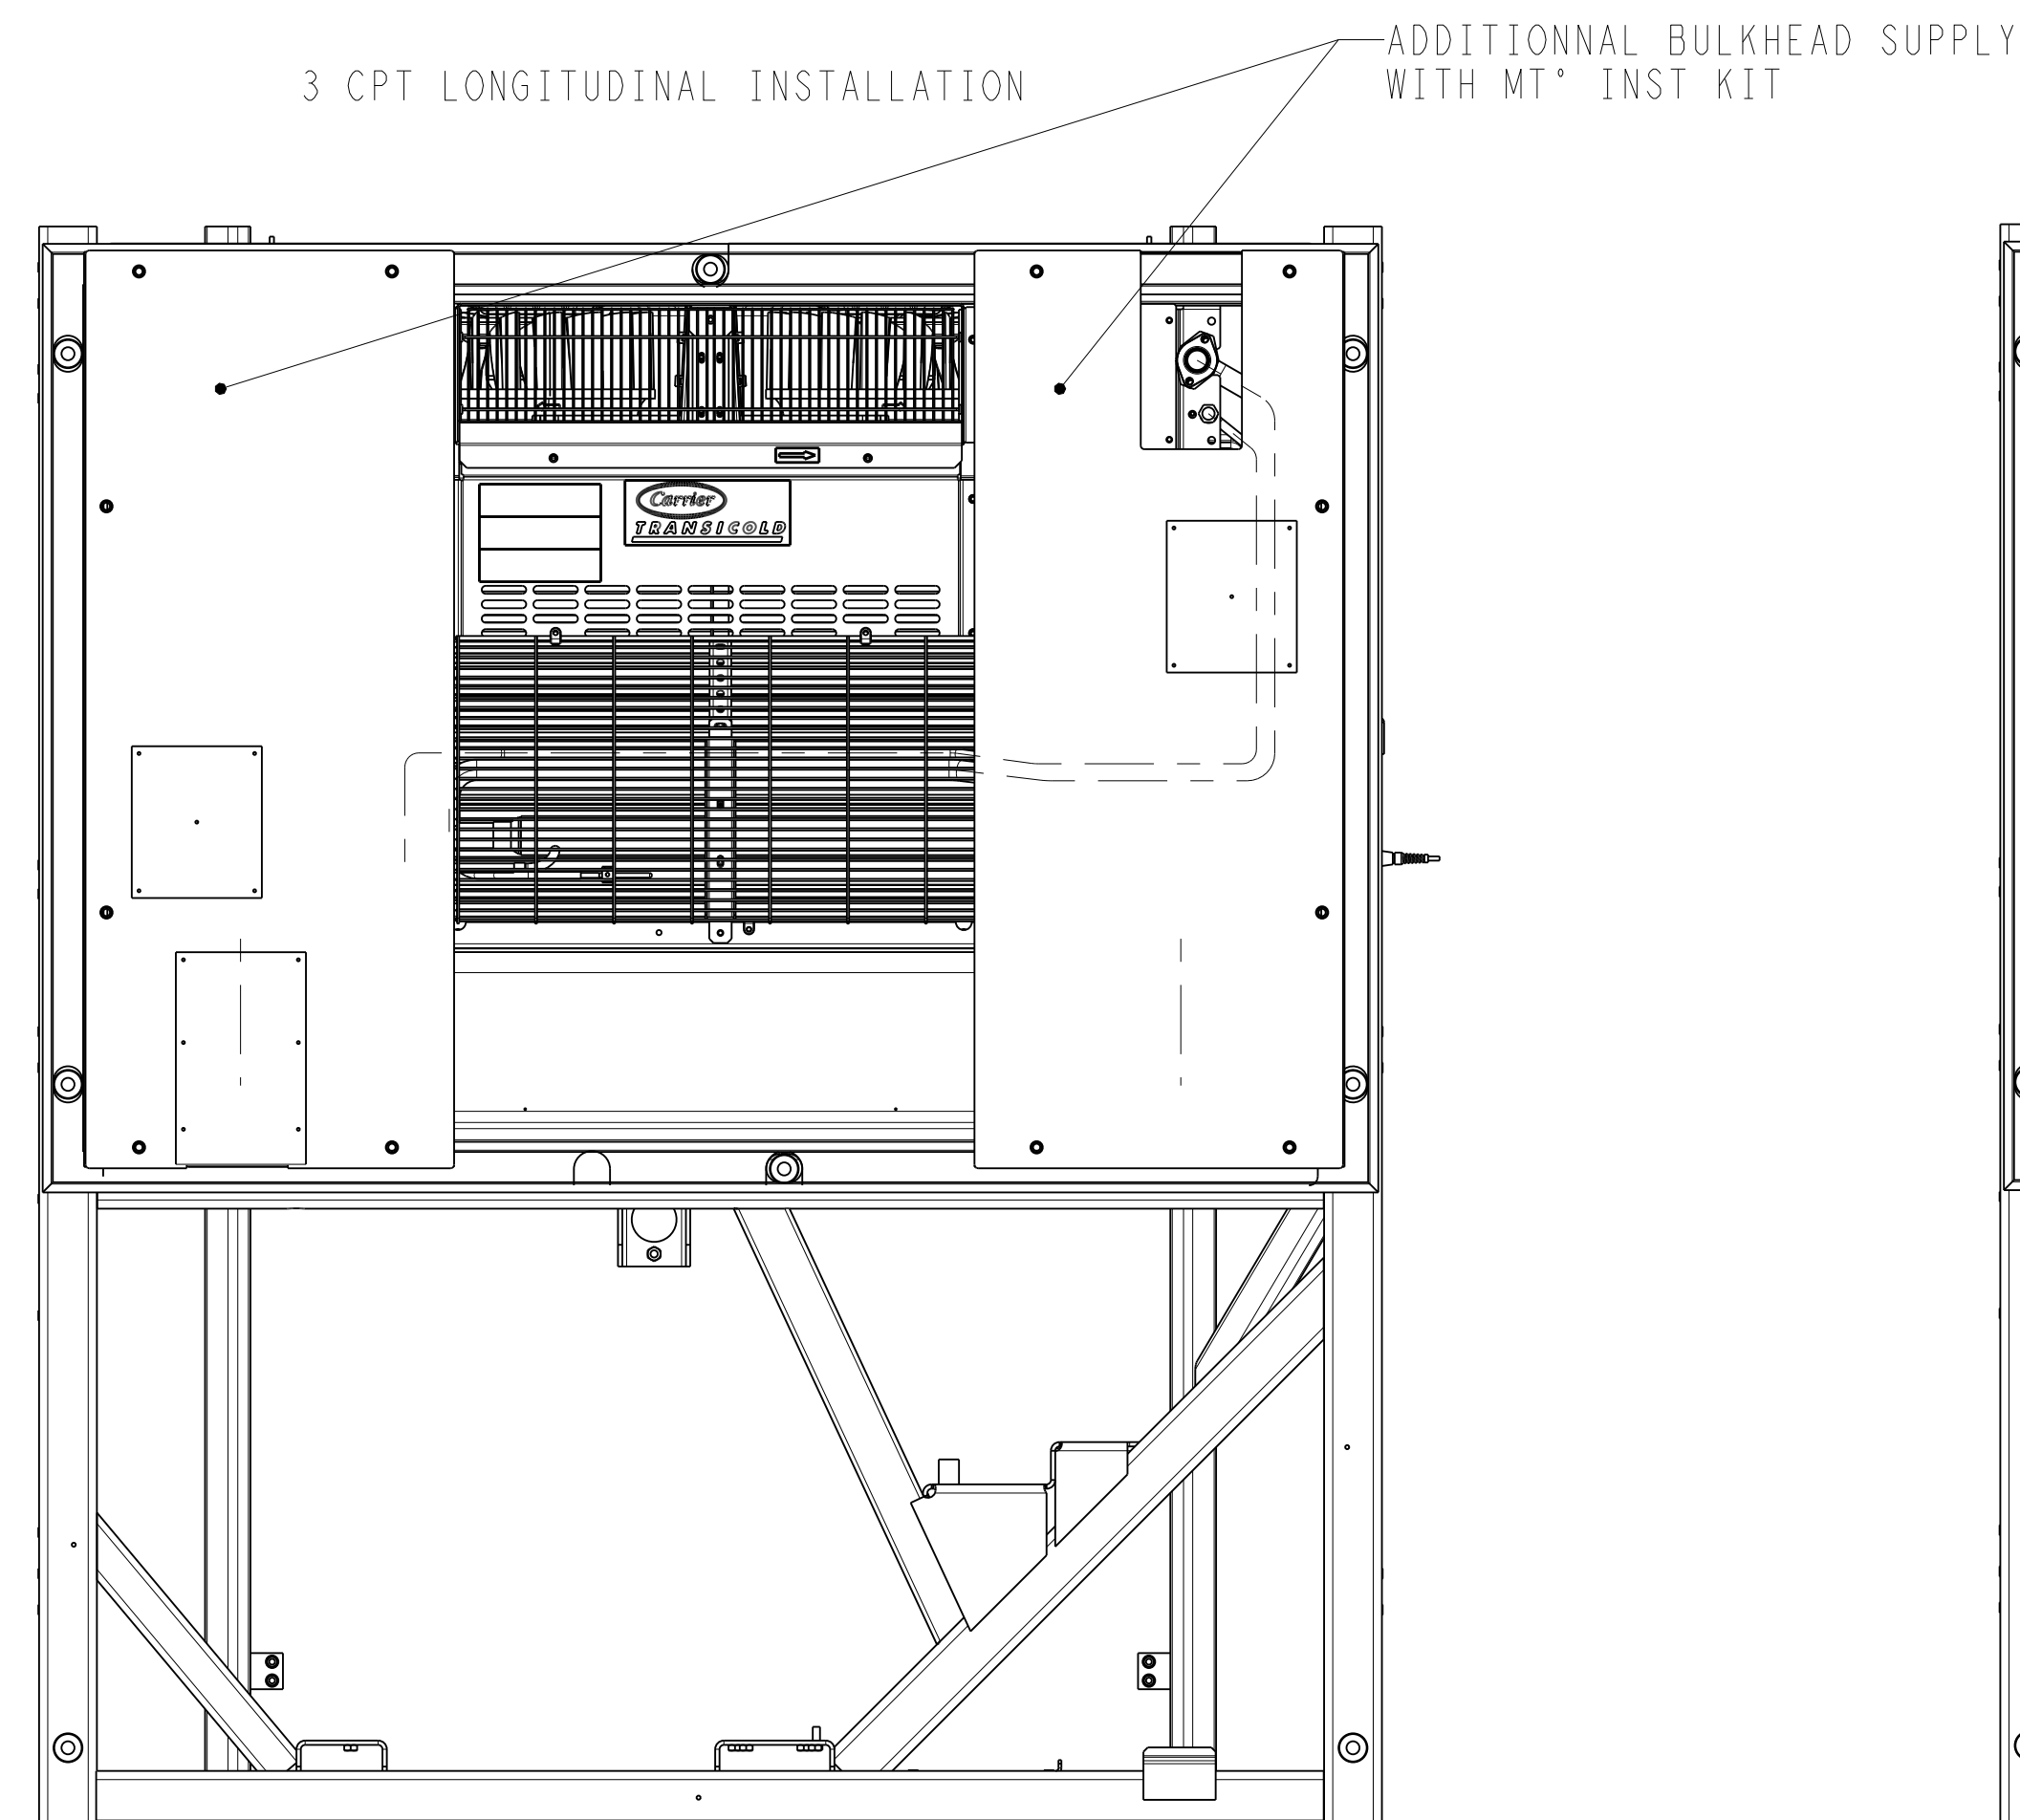 ADDITIONNAL BULKHEAD SUPPLY
WITH MT° INST KIT
3 CPT LONGITUDINAL INSTALLATION
Carrier
TRANSICOLD